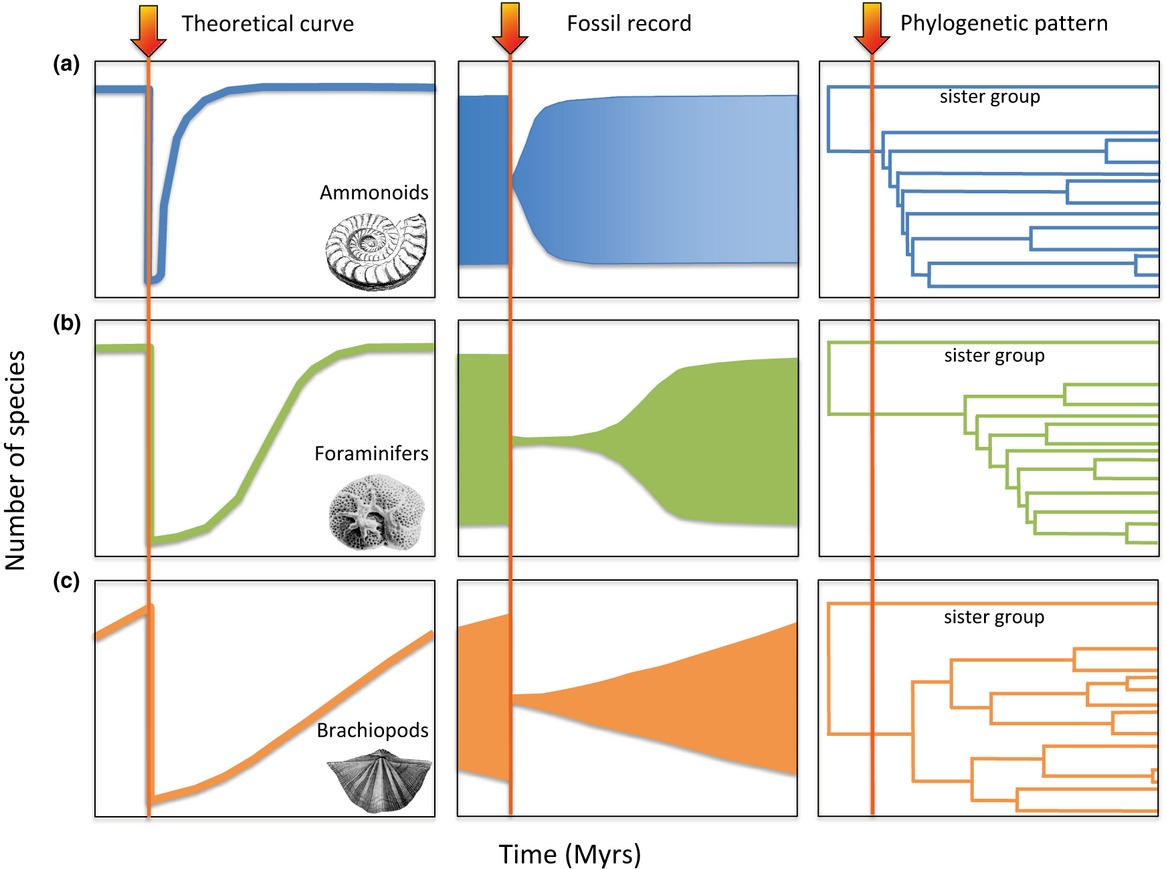 Theoretical curve
Fossil record
Phylogenetic pattern
(a)
Ammonoids
sister group
(b)
Foraminifers
sister group
(c)
Brachiopods
sister group
Number of species
Time (Myrs)